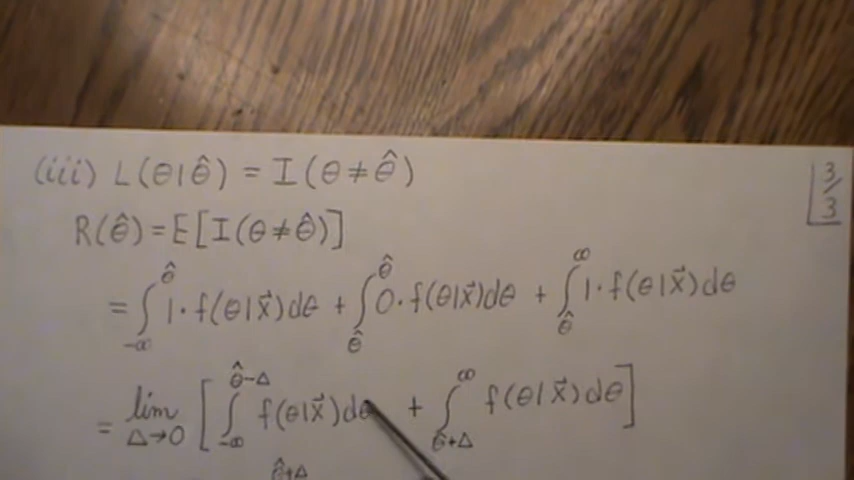 (iii) L(θ|θ̂) = I(θ ≠ θ̂)
3/3
R(θ̂) = E[I(θ ≠ θ̂)]
= ∫_{-∞}^{θ̂} 1·f(θ|x⃗)dθ + ∫_{θ̂}^{θ̂} 0·f(θ|x⃗)dθ + ∫_{θ̂}^{∞} 1·f(θ|x⃗)dθ
= lim_{Δ→0} [∫_{-∞}^{θ̂-Δ} f(θ|x⃗)dθ + ∫_{θ̂+Δ}^{∞} f(θ|x⃗)dθ]
θ̂+Δ